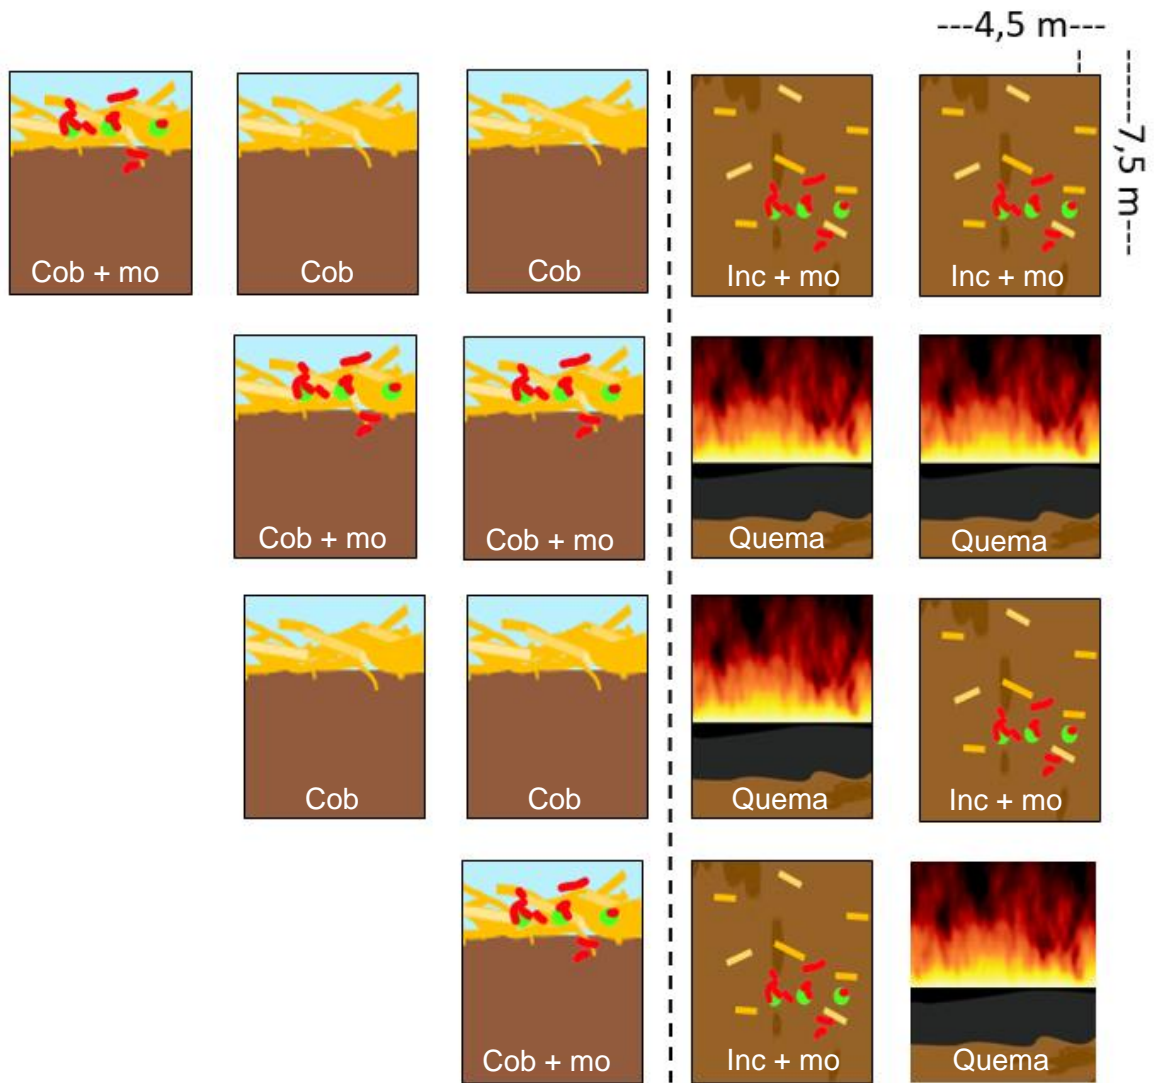 ---4,5 m---
------7,5 m---
Cob + mo
Cob
Cob
Inc + mo
Inc + mo
Cob + mo
Cob + mo
Quema
Quema
Cob
Cob
Quema
Inc + mo
Cob + mo
Inc + mo
Quema